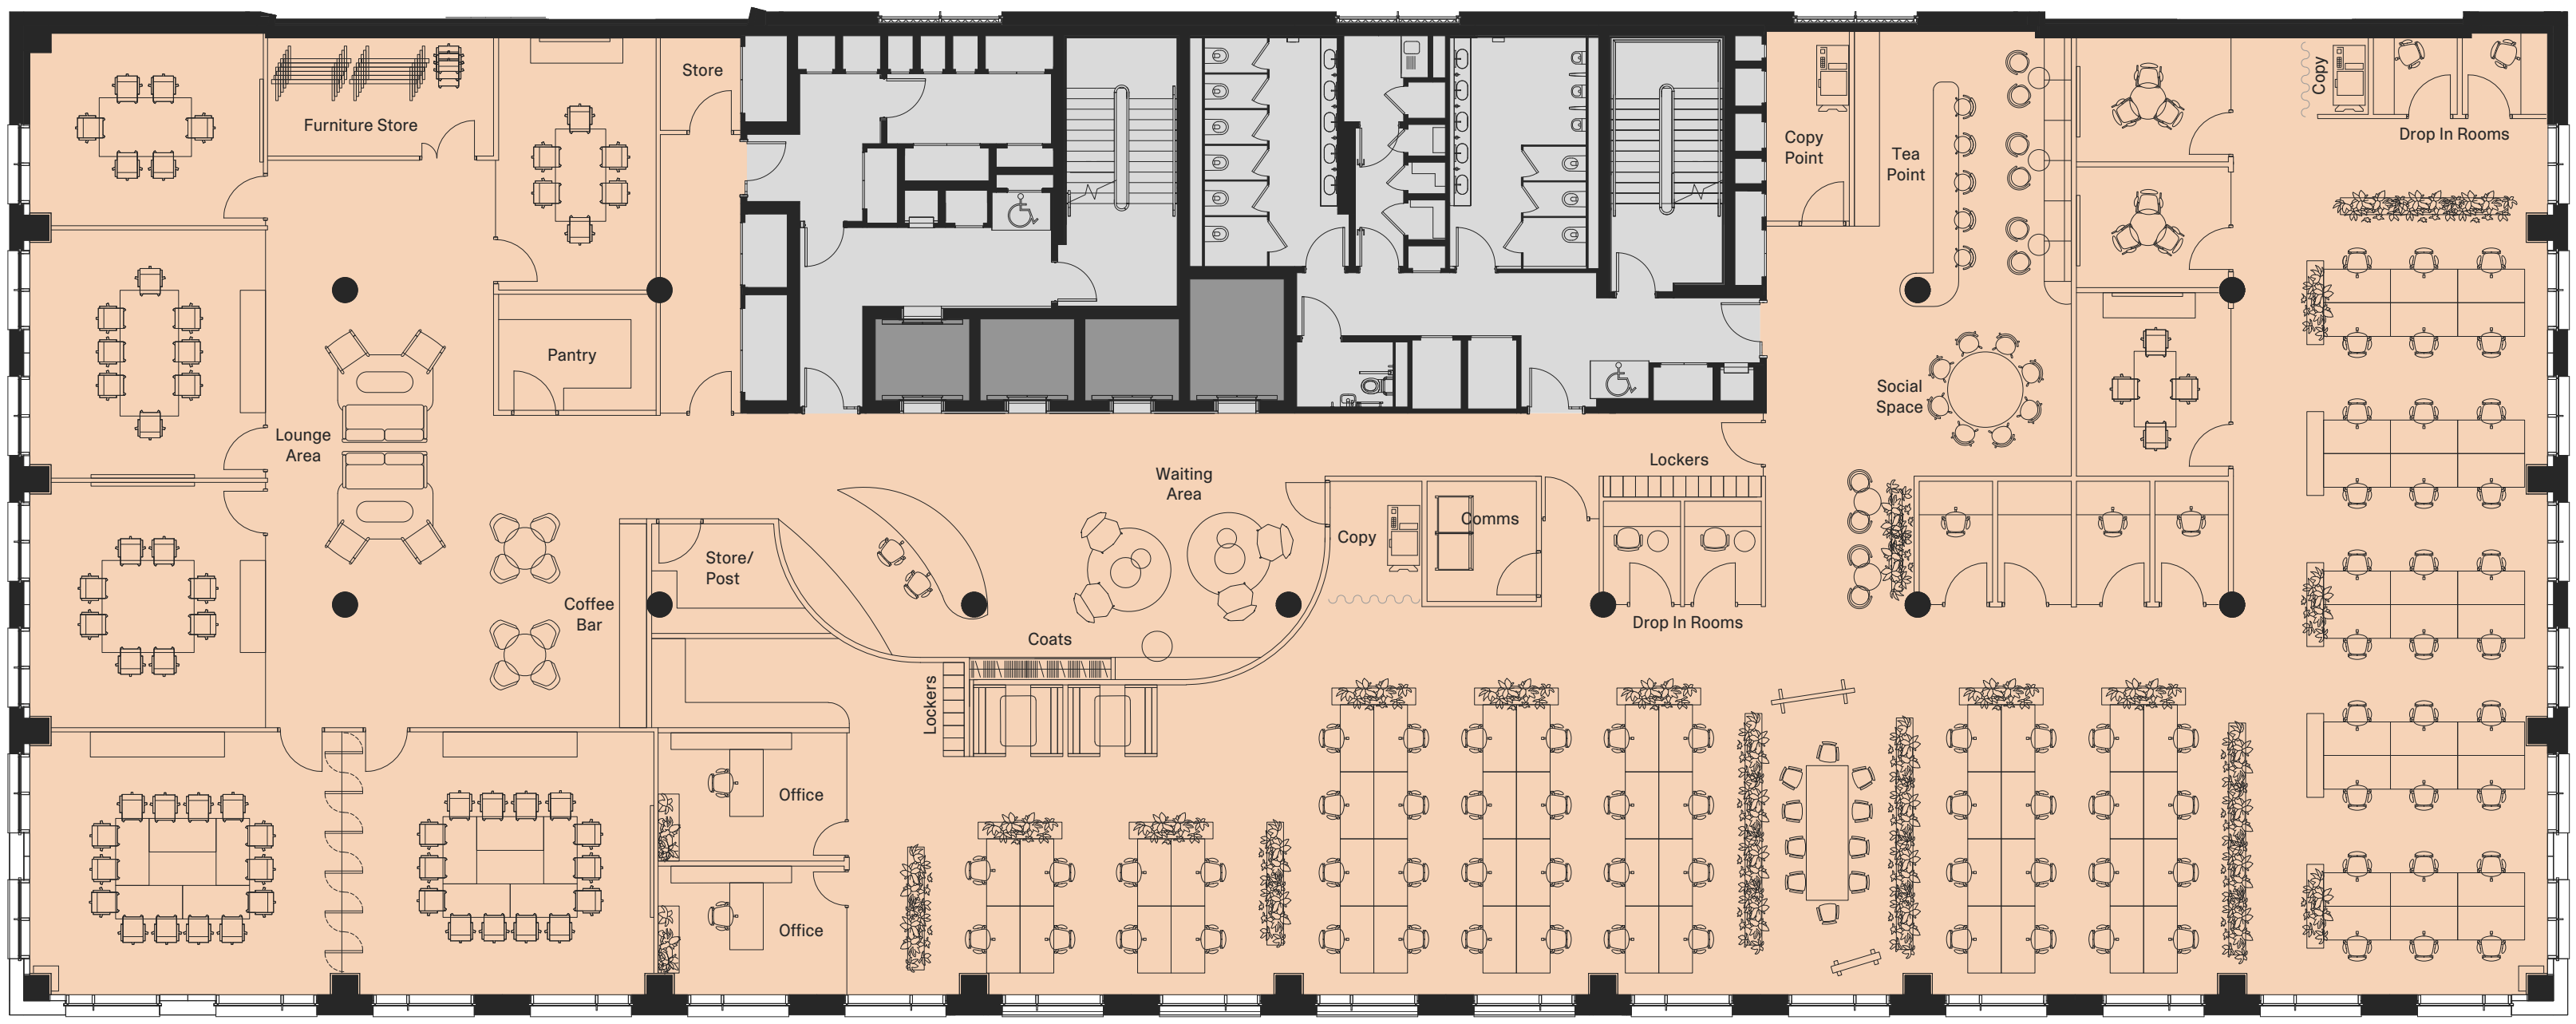 Store
Furniture Store
Copy
Point
Tea
Point
Copy
Drop In Rooms
Pantry
Social
Space
Lounge
Area
Waiting
Area
Lockers
Copy
Comms
Store/
Post
Coffee
Bar
Drop In Rooms
Coats
Lockers
Office
Office